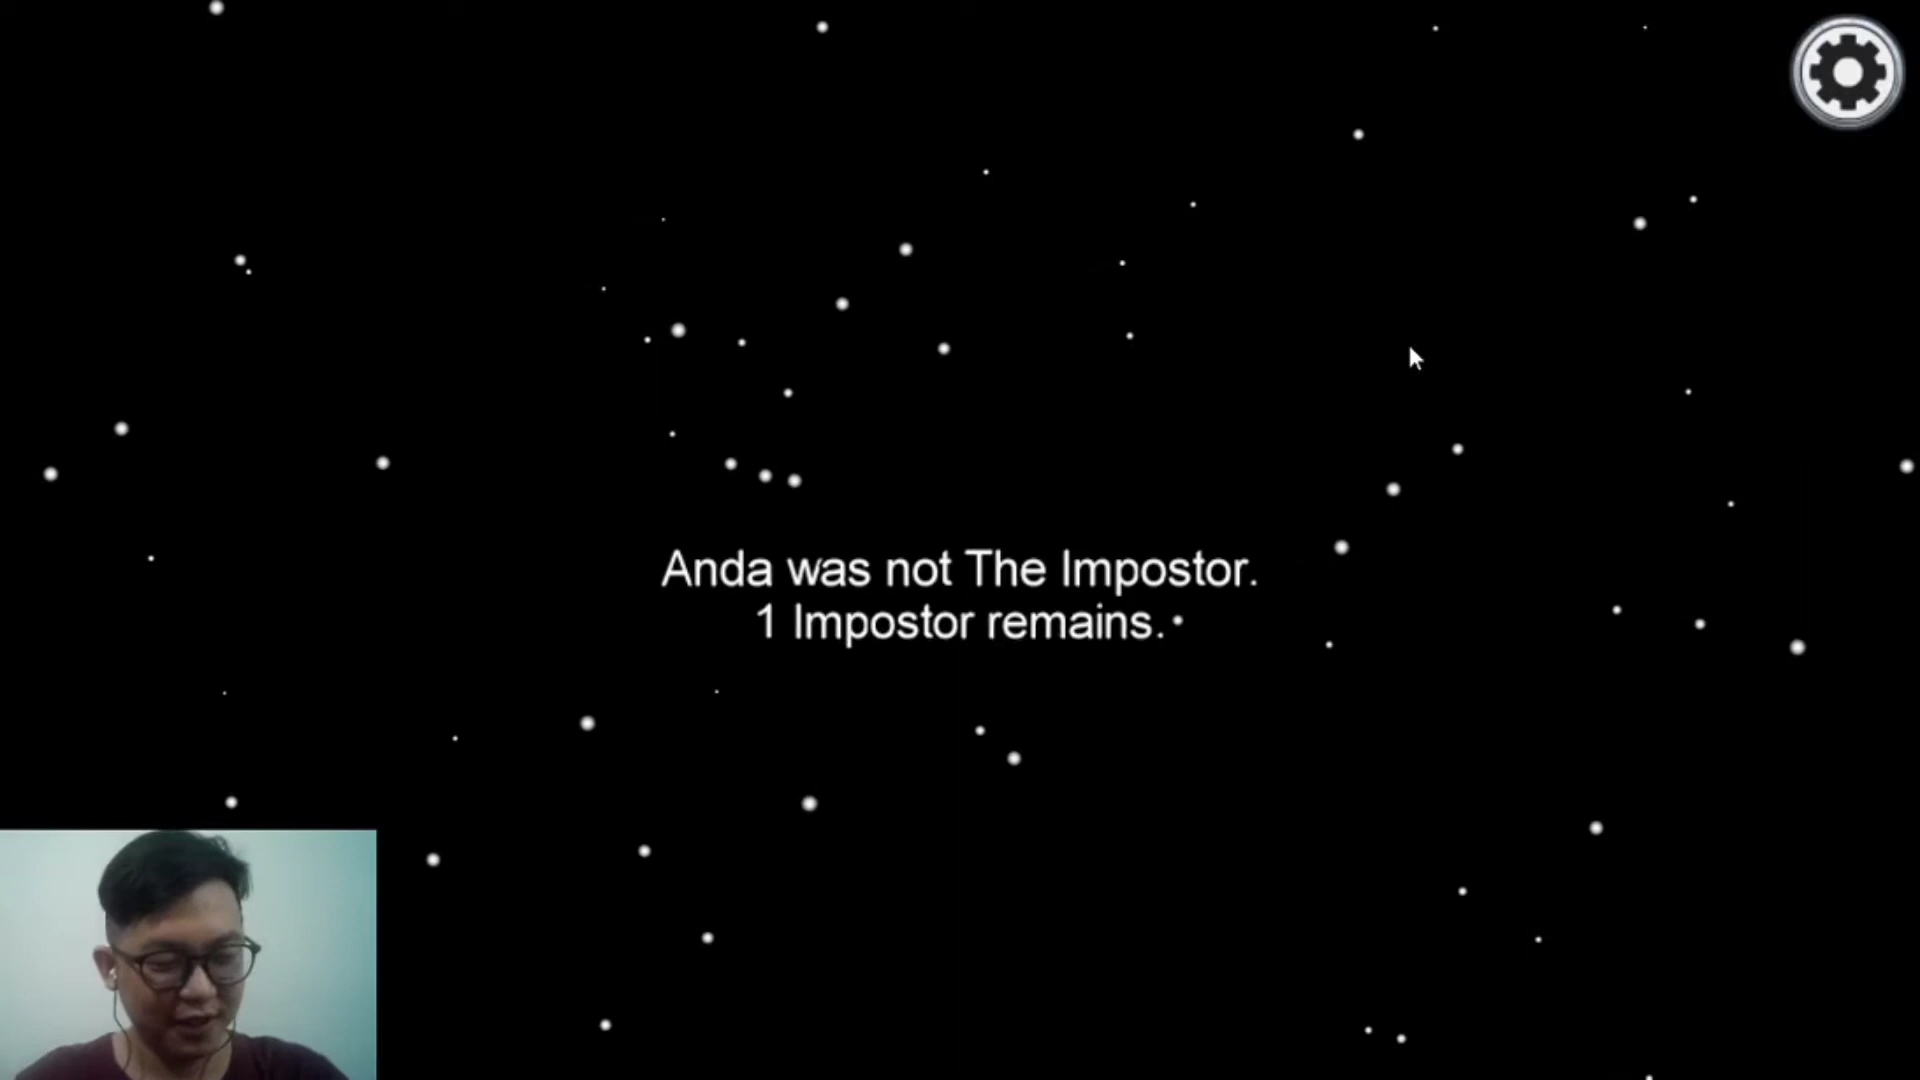 Anda was not The Impostor.
1 Impostor remains.